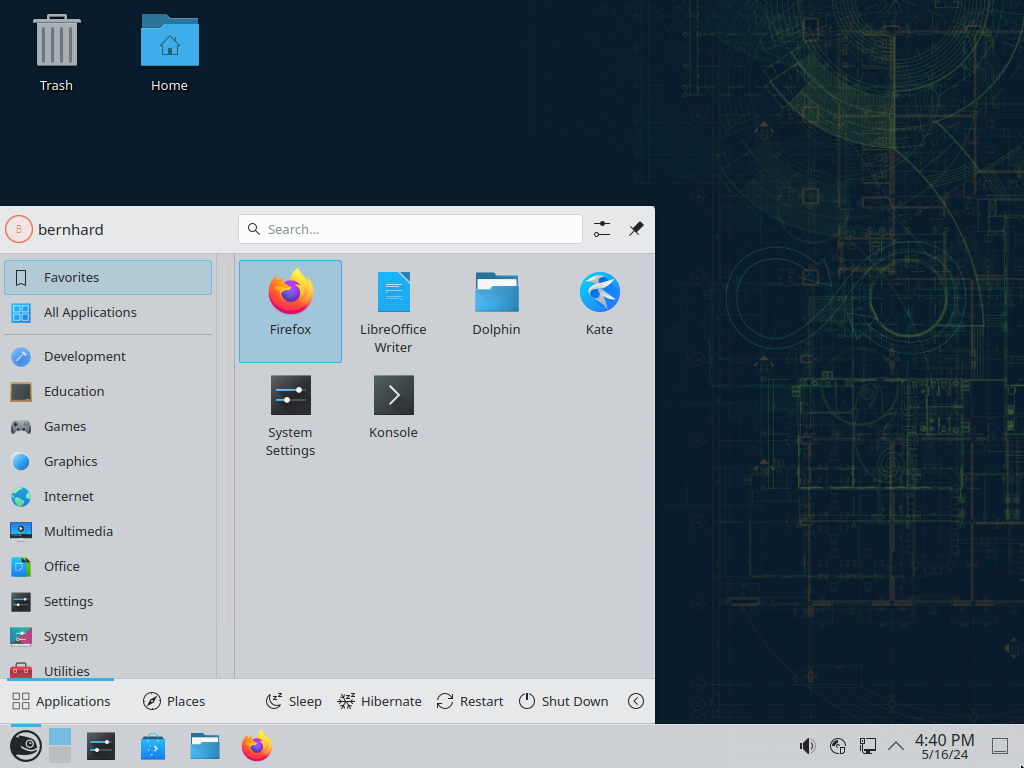 Trash
Home
B
bernhard
Search...
Favorites
All Applications
Development
Education
Games
Graphics
Internet
Multimedia
Office
Settings
System
Utilities
Firefox
LibreOffice
Writer
Dolphin
Kate
System
Settings
Konsole
Applications
Places
Sleep
Hibernate
Restart
Shut Down
4:40 PM
5/16/24